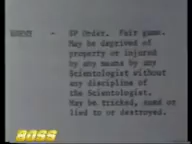 ENEMY - SP Order. Fair game.
May be deprived of
property or injured
by any means by any
Scientologist without
any discipline of
the Scientologist.
May be tricked, sued or
lied to or destroyed.
BOSS